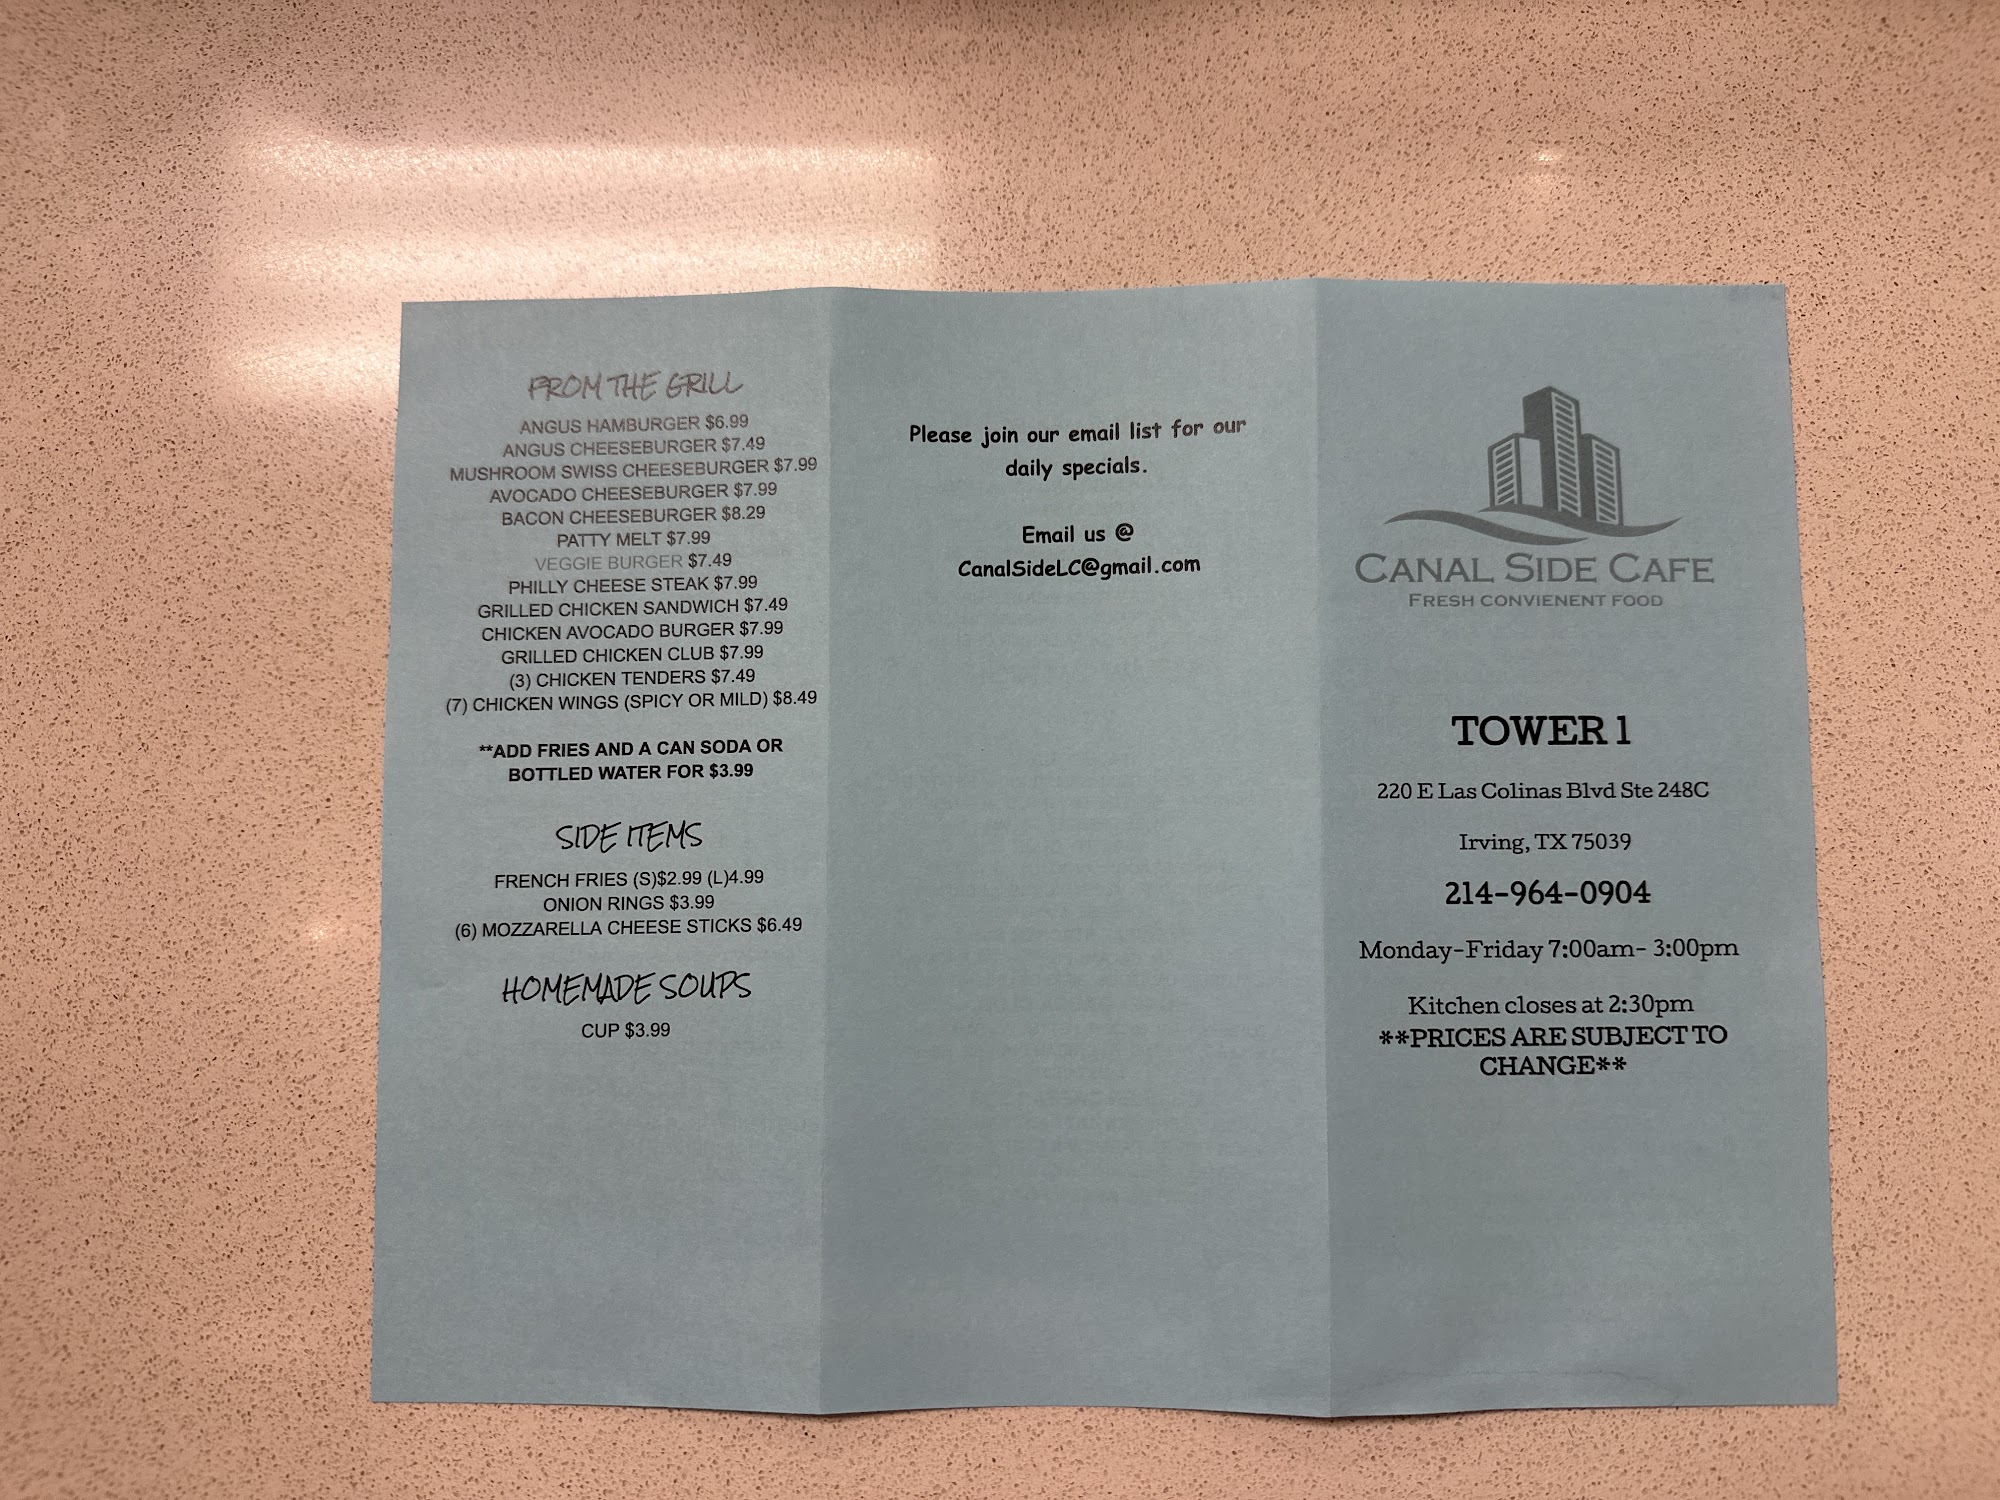 FROM THE GRILL
ANGUS HAMBURGER $6.99
ANGUS CHEESEBURGER $7.49
MUSHROOM SWISS CHEESEBURGER $7.99
AVOCADO CHEESEBURGER $7.99
BACON CHEESEBURGER $8.29
PATTY MELT $7.99
VEGGIE BURGER $7.49
PHILLY CHEESE STEAK $7.99
GRILLED CHICKEN SANDWICH $7.49
CHICKEN AVOCADO BURGER $7.99
GRILLED CHICKEN CLUB $7.99
(3) CHICKEN TENDERS $7.49
(7) CHICKEN WINGS (SPICY OR MILD) $8.49
**ADD FRIES AND A CAN SODA OR
BOTTLED WATER FOR $3.99
SIDE ITEMS
FRENCH FRIES (S)$2.99 (L)4.99
ONION RINGS $3.99
(6) MOZZARELLA CHEESE STICKS $6.49
HOMEMADE SOUPS
CUP $3.99
Please join our email list for our
daily specials.
Email us @
CanalSideLC@gmail.com
CANAL SIDE CAFE
FRESH CONVIENENT FOOD
TOWER 1
220 E Las Colinas Blvd Ste 248C
Irving, TX 75039
214-964-0904
Monday-Friday 7:00am- 3:00pm
Kitchen closes at 2:30pm
**PRICES ARE SUBJECT TO
CHANGE**